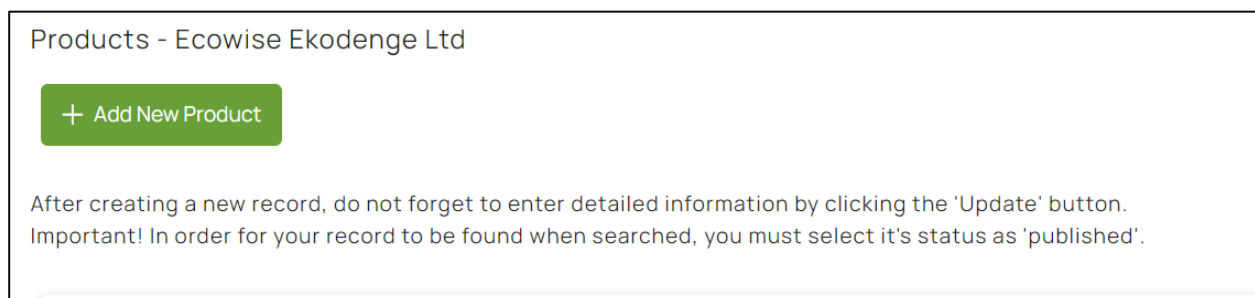 Products - Ecowise Ekodenge Ltd
+ Add New Product
After creating a new record, do not forget to enter detailed information by clicking the 'Update' button.
Important! In order for your record to be found when searched, you must select it's status as 'published'.